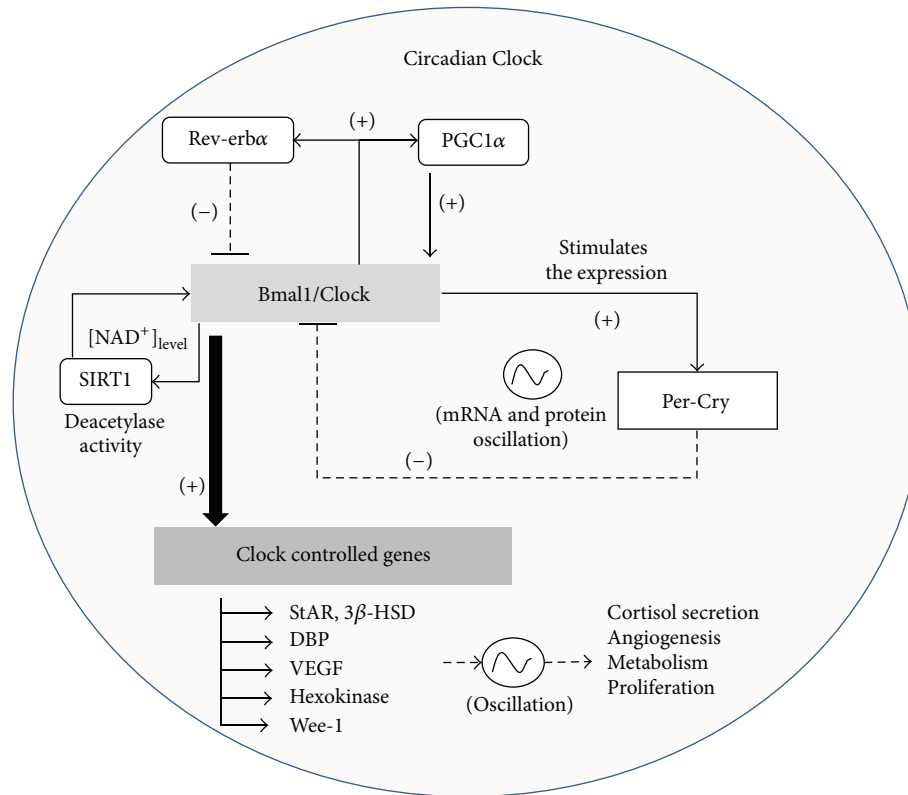 Circadian Clock
(+)
Rev-erbα
PGC1α
(−)
(+)
Stimulates
the expression
Bmal1/Clock
(+)
[NAD⁺]level
SIRT1
Deacetylase
activity
(mRNA and protein
oscillation)
Per-Cry
(−)
(+)
Clock controlled genes
StAR, 3β-HSD
DBP
VEGF
Hexokinase
Wee-1
(Oscillation)
Cortisol secretion
Angiogenesis
Metabolism
Proliferation